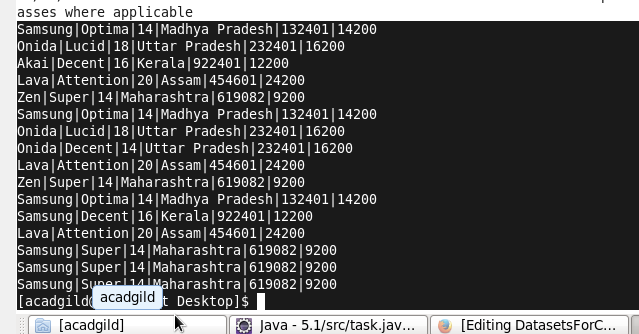 asses where applicable
Samsung|Optima|14|Madhya Pradesh|132401|14200
Onida|Lucid|18|Uttar Pradesh|232401|16200
Akai|Decent|16|Kerala|922401|12200
Lava|Attention|20|Assam|454601|24200
Zen|Super|14|Maharashtra|619082|9200
Samsung|Optima|14|Madhya Pradesh|132401|14200
Onida|Lucid|18|Uttar Pradesh|232401|16200
Onida|Decent|14|Uttar Pradesh|232401|16200
Lava|Attention|20|Assam|454601|24200
Zen|Super|14|Maharashtra|619082|9200
Samsung|Optima|14|Madhya Pradesh|132401|14200
Samsung|Decent|16|Kerala|922401|12200
Lava|Attention|20|Assam|454601|24200
Samsung|Super|14|Maharashtra|619082|9200
Samsung|Super|14|Maharashtra|619082|9200
Samsung|Super|14|Maharashtra|619082|9200
[acadgild t Desktop]$
acadgild
[acadgild] Java - 5.1/src/task.jav... [Editing DatasetsForC...